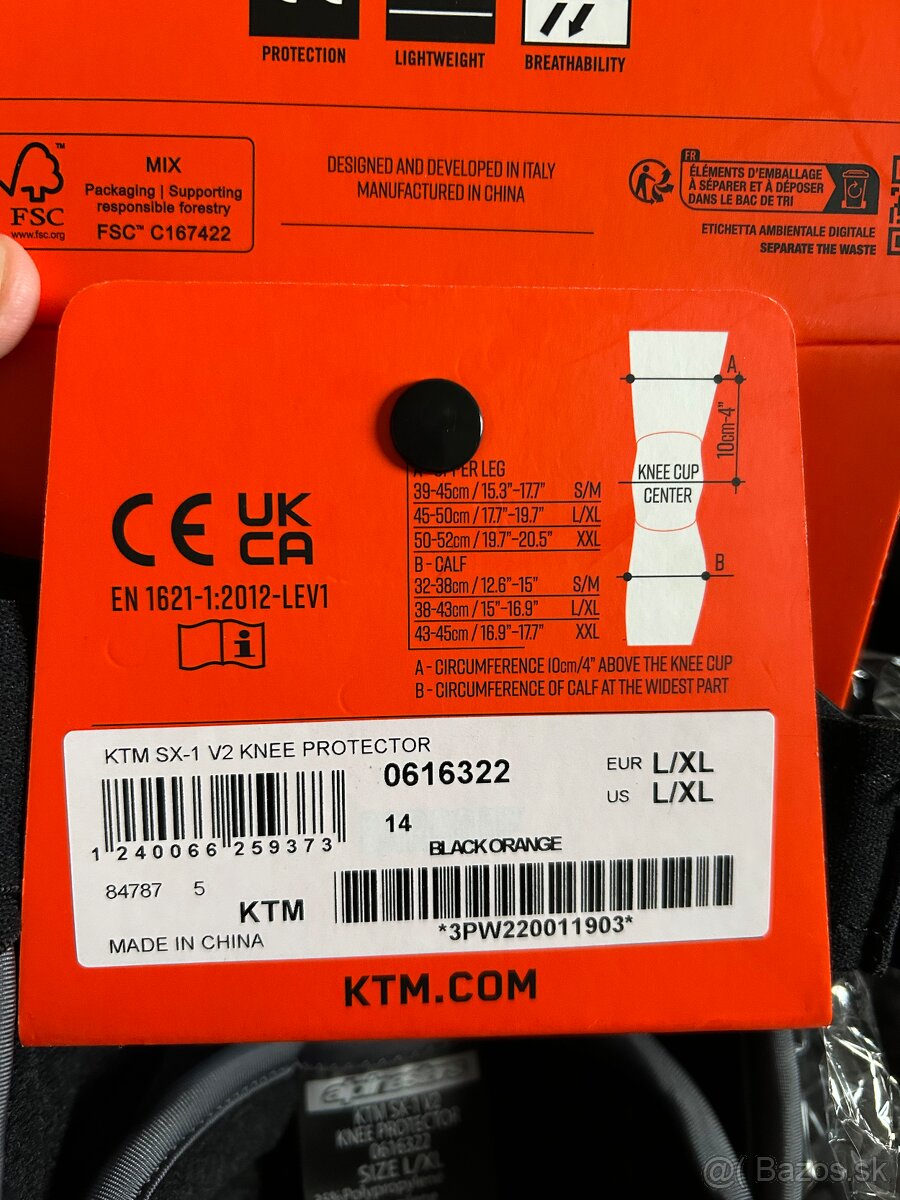 PROTECTION
LIGHTWEIGHT
BREATHABILITY
FSC
www.fsc.org
MIX
Packaging | Supporting
responsible forestry
FSC™ C167422
DESIGNED AND DEVELOPED IN ITALY
MANUFACTURED IN CHINA
FR
ÉLÉMENTS D'EMBALLAGE
À SÉPARER ET À DÉPOSER
DANS LE BAC DE TRI
ETICHETTA AMBIENTALE DIGITALE
SEPARATE THE WASTE
CE UK
CA
EN 1621-1:2012-LEV1
LEG
39-45cm / 15.3"-17.7" S/M
45-50cm / 17.7"-19.7" L/XL
50-52cm / 19.7"-20.5" XXL
B - CALF
32-38cm / 12.6"-15" S/M
38-43cm / 15"-16.9" L/XL
43-45cm / 16.9"-17.7" XXL
A
10cm-4"
KNEE CUP
CENTER
B
A - CIRCUMFERENCE 10cm/4" ABOVE THE KNEE CUP
B - CIRCUMFERENCE OF CALF AT THE WIDEST PART
KTM SX-1 V2 KNEE PROTECTOR
0616322
EUR L/XL
US L/XL
1 240066 259373
14
BLACK ORANGE
84787 5
KTM
*3PW220011903*
MADE IN CHINA
KTM.COM
KTM SX-1 V2
KNEE PROTECTOR
0616322
SIZE L/XL
Polypropylene
@ Bazos.sk